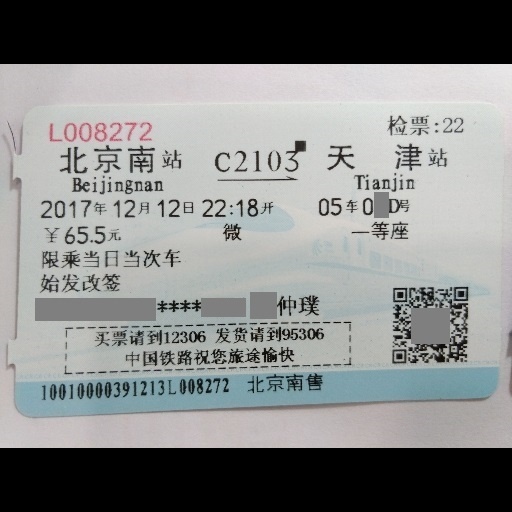 L008272
检票:22
北京南站 C2103 天津站
Beijingnan Tianjin
2017年12月12日22:18开 05车0D号
￥65.5元 微 一等座
限乘当日当次车
始发改签
**** 仲璞
买票请到12306 发货请到95306
中国铁路祝您旅途愉快
10010000391213L008272 北京南售